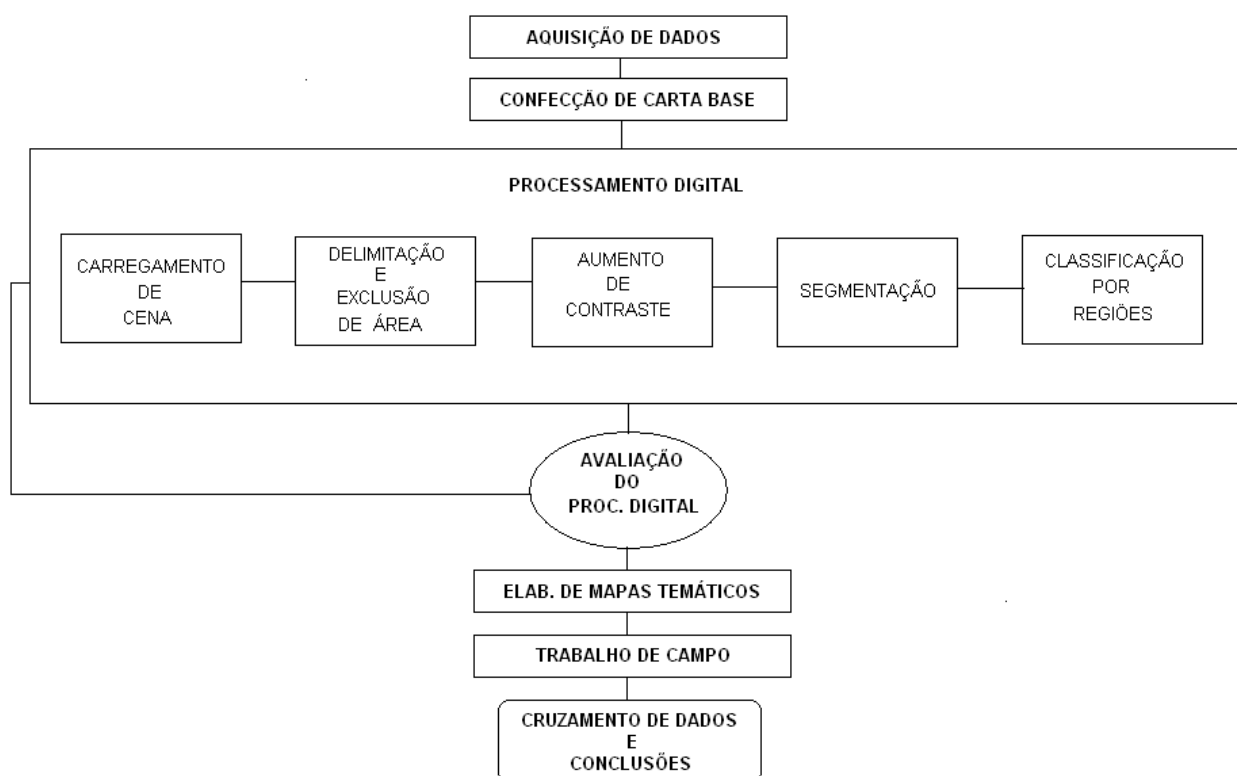 AQUISIÇÃO DE DADOS
CONFECÇÃO DE CARTA BASE
PROCESSAMENTO DIGITAL
CARREGAMENTO
DE
CENA
DELIMITAÇÃO
E
EXCLUSÃO
DE ÁREA
AUMENTO
DE
CONTRASTE
SEGMENTAÇÃO
CLASSIFICAÇÃO
POR
REGIÕES
AVALIAÇÃO
DO
PROC. DIGITAL
ELAB. DE MAPAS TEMÁTICOS
TRABALHO DE CAMPO
CRUZAMENTO DE DADOS
E
CONCLUSÕES